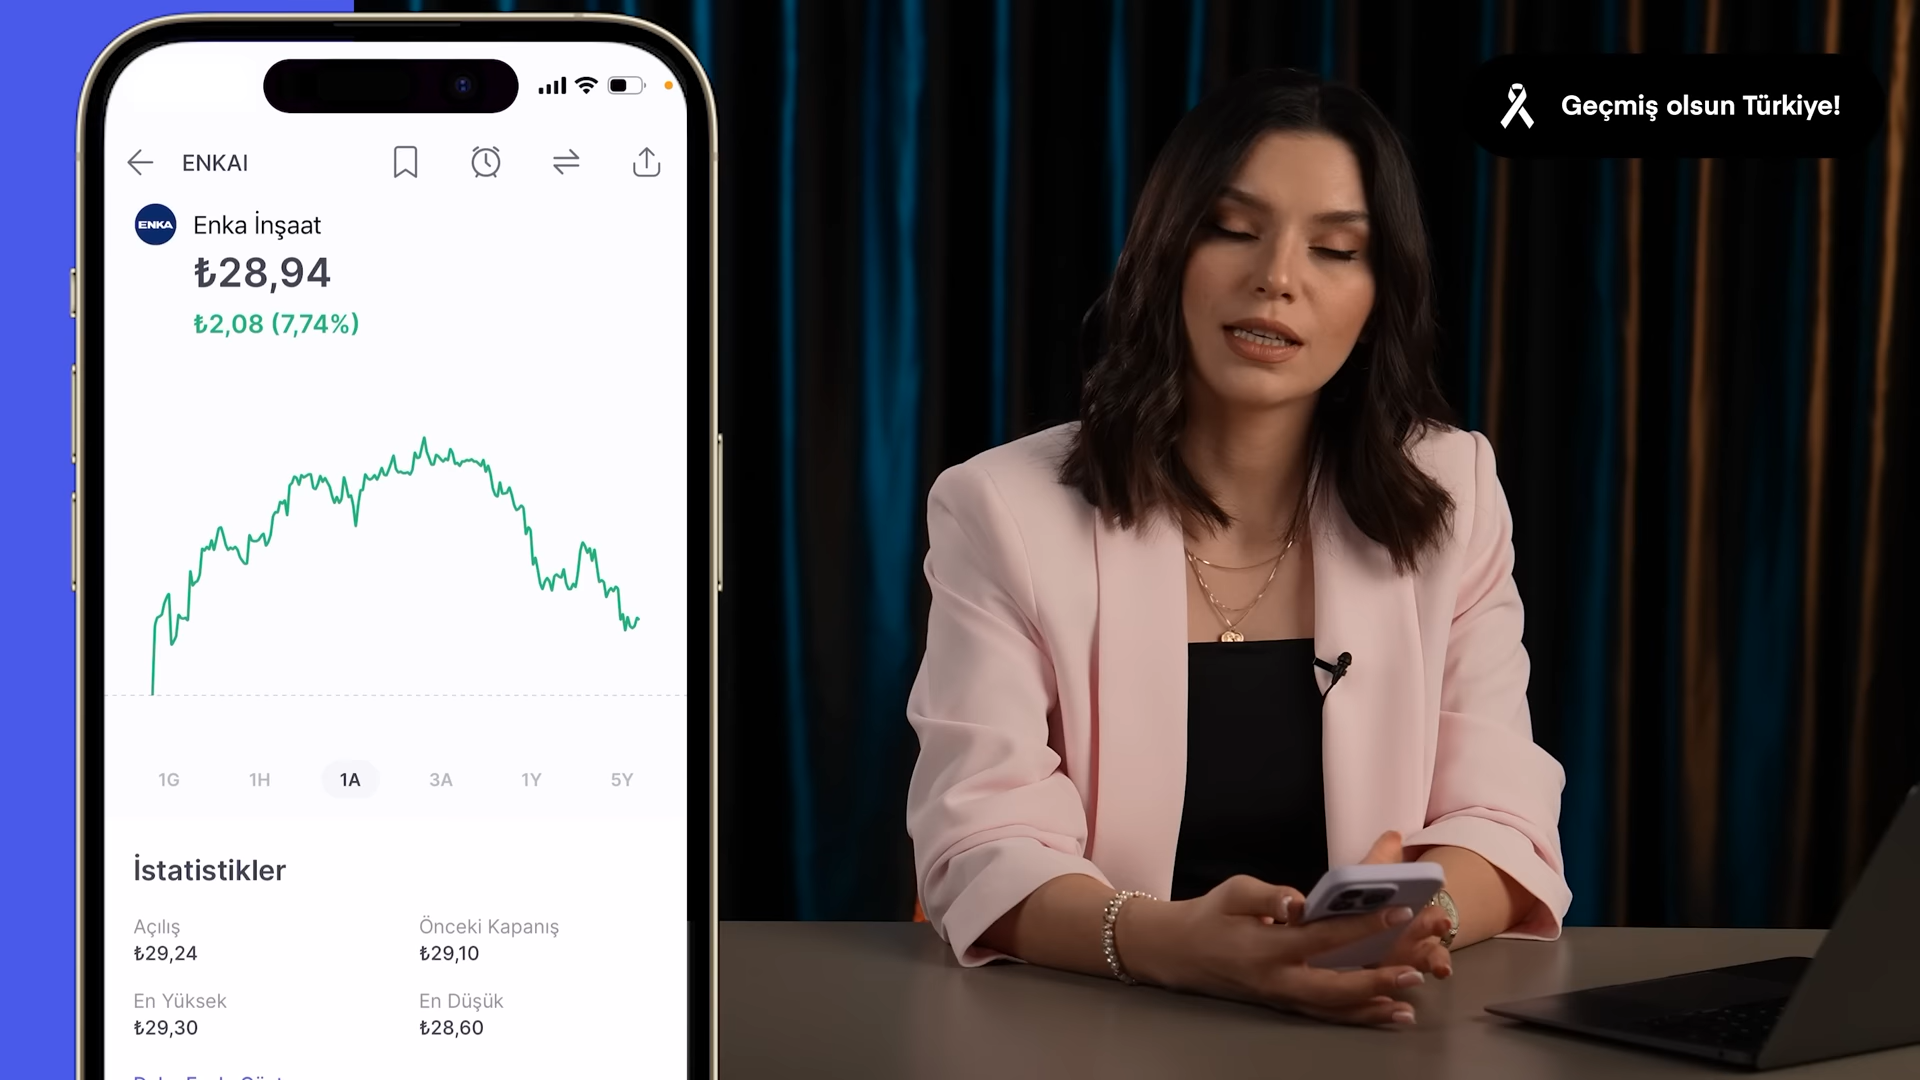 ENKAI
ENKA
Enka İnşaat
₺28,94
₺2,08 (7,74%)
1G 1H 1A 3A 1Y 5Y
İstatistikler
Açılış
₺29,24
Önceki Kapanış
₺29,10
En Yüksek
₺29,30
En Düşük
₺28,60
Geçmiş olsun Türkiye!